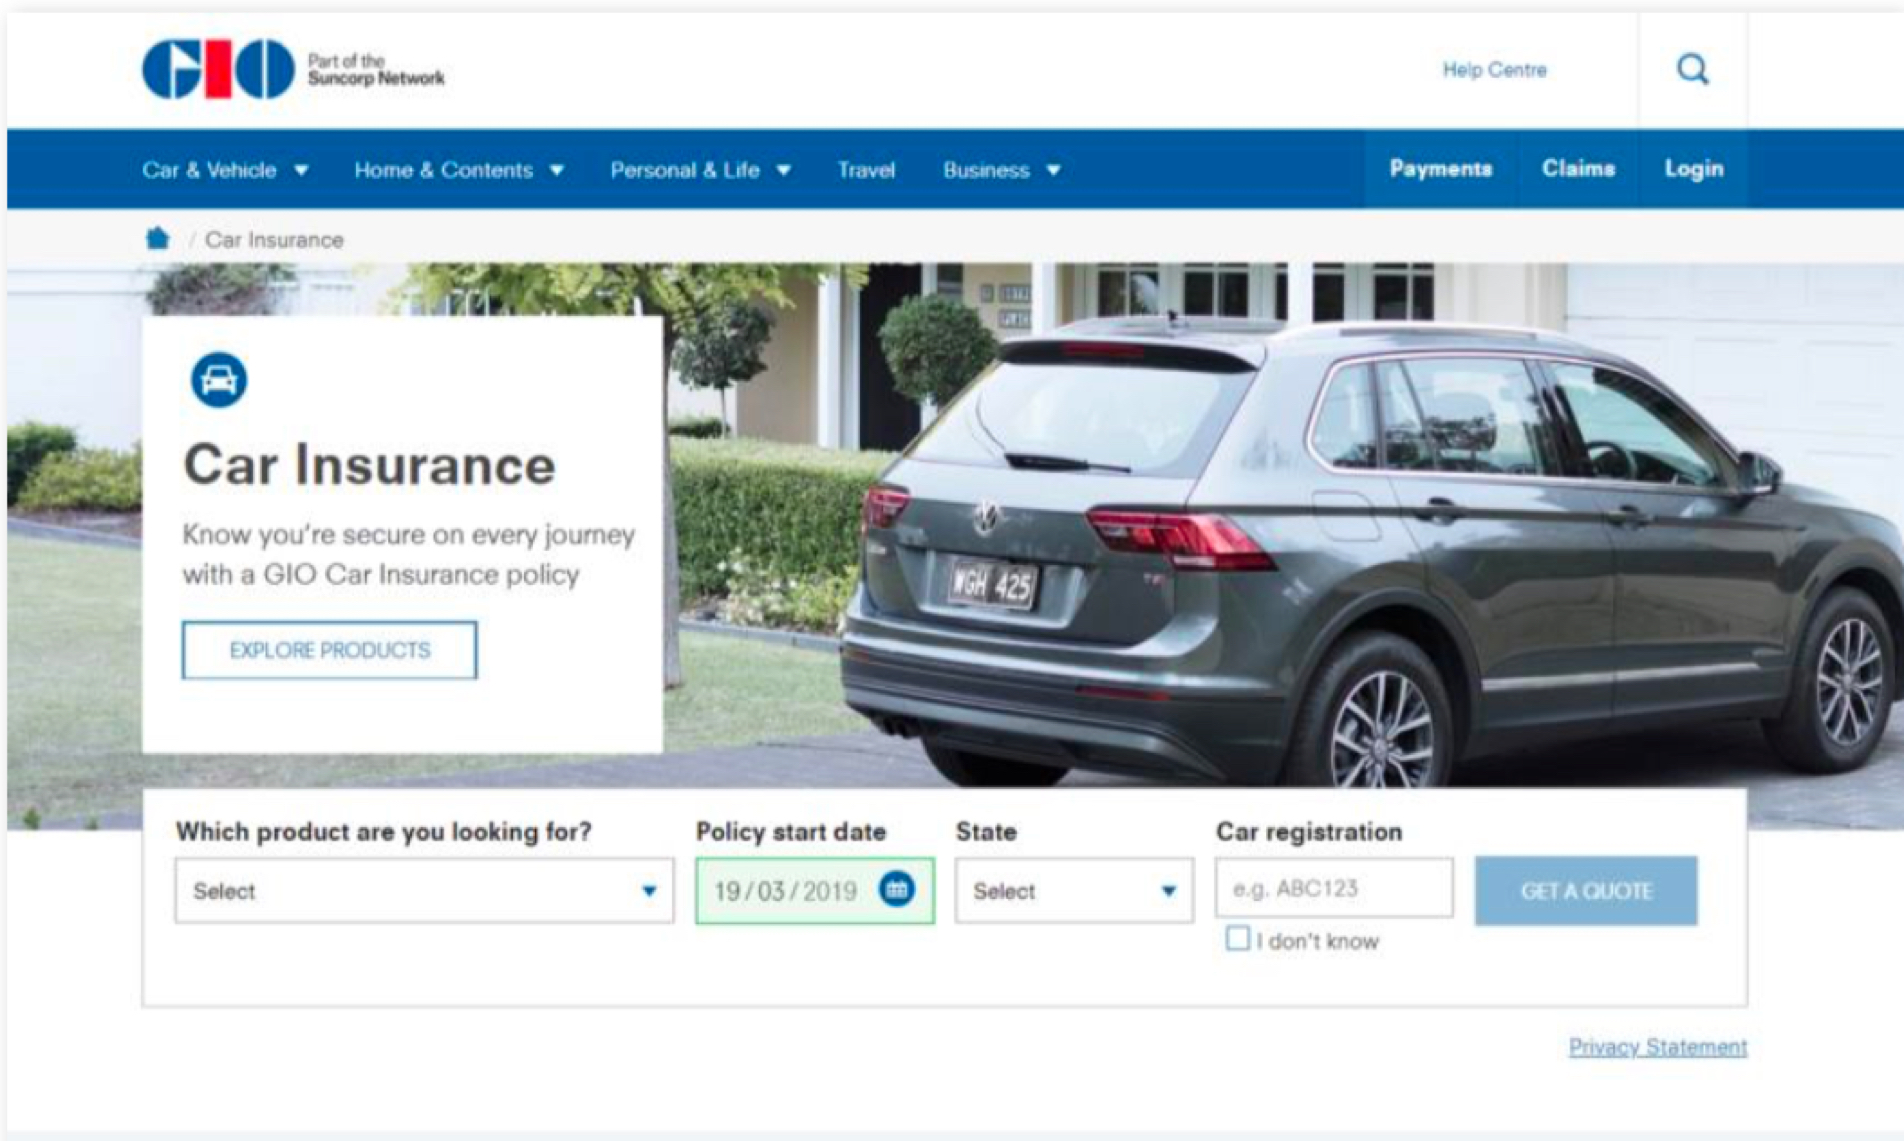 GIO
Part of the
Suncorp Network
Help Centre
Car & Vehicle
Home & Contents
Personal & Life
Travel
Business
Payments
Claims
Login
/ Car Insurance
Car Insurance
Know you're secure on every journey
with a GIO Car Insurance policy
EXPLORE PRODUCTS
WGH 425
Which product are you looking for?
Select
Policy start date
19/03/2019
State
Select
Car registration
e.g. ABC123
I don't know
GET A QUOTE
Privacy Statement